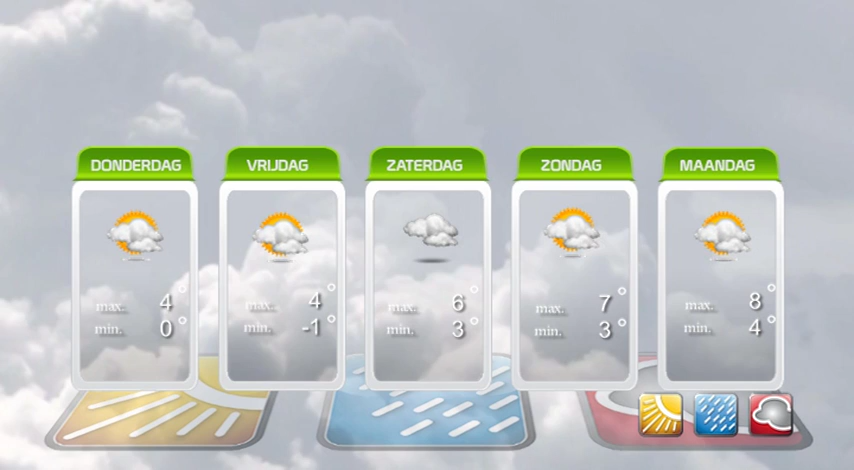 DONDERDAG
max. 4°
min. 0°
VRIJDAG
max. 4°
min. -1°
ZATERDAG
max. 6°
min. 3°
ZONDAG
max. 7°
min. 3°
MAANDAG
max. 8°
min. 4°